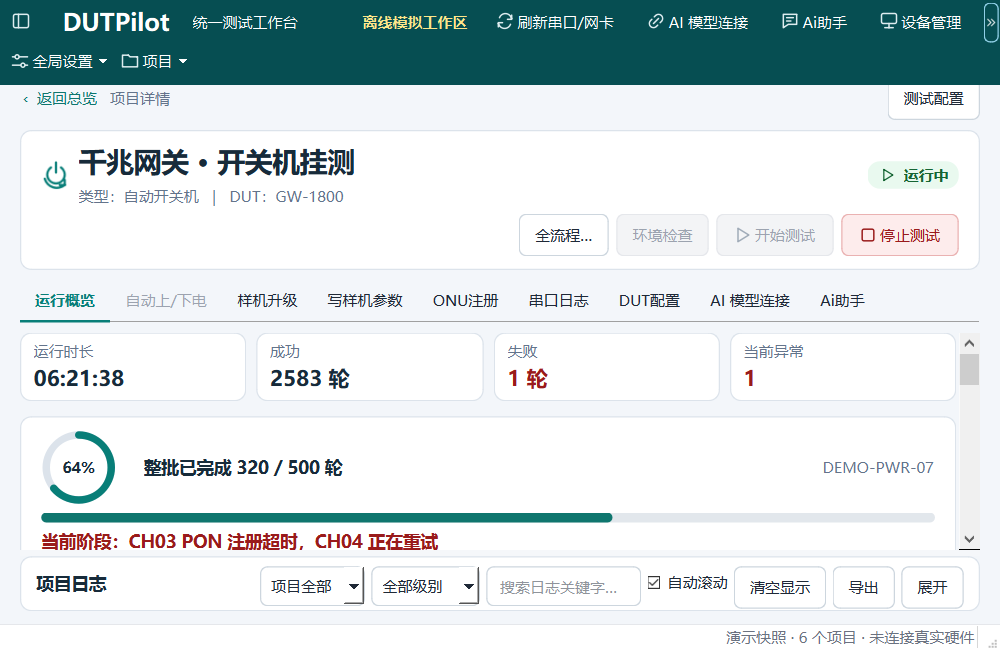 DUTPilot 统一测试工作台 离线模拟工作区 刷新串口/网卡 AI 模型连接 AI助手 设备管理 »
全局设置 项目
‹ 返回总览 项目详情 测试配置
千兆网关・开关机挂测
类型：自动开关机 | DUT：GW-1800
运行中
全流程... 环境检查 开始测试 停止测试
运行概览 自动上/下电 样机升级 写样机参数 ONU注册 串口日志 DUT配置 AI 模型连接 Ai助手
运行时长 成功 失败 当前异常
06:21:38 2583 轮 1 轮 1
64% 整批已完成 320 / 500 轮 DEMO-PWR-07
当前阶段：CH03 PON 注册超时，CH04 正在重试
项目日志 项目全部 全部级别 搜索日志关键字... 自动滚动 清空显示 导出 展开
演示快照 · 6 个项目 · 未连接真实硬件